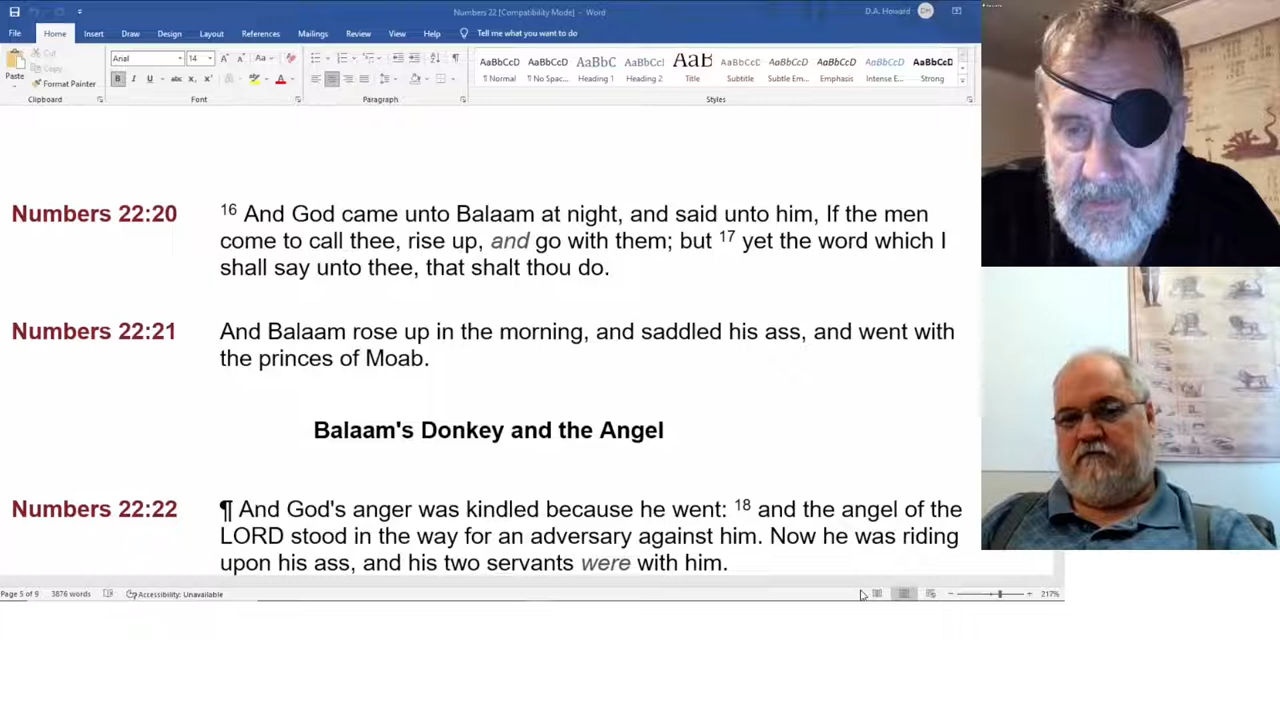 Numbers 22 [Compatibility Mode] - Word
D.A. Howard DH
File Home Insert Draw Design Layout References Mailings Review View Help Tell me what you want to do
Paste
Cut
Copy
Format Painter
Clipboard
Arial 14
Font
Paragraph
AaBbCcD AaBbCcD AaBbC AaBbCcC AaB AaBbCcD AaBbCcD AaBbCcD AaBbCcD AaBbCcD
¶ Normal ¶ No Spac... Heading 1 Heading 2 Title Subtitle Subtle Em... Emphasis Intense E... Strong
Styles
Numbers 22:20 16 And God came unto Balaam at night, and said unto him, If the men
come to call thee, rise up, and go with them; but 17 yet the word which I
shall say unto thee, that shalt thou do.
Numbers 22:21 And Balaam rose up in the morning, and saddled his ass, and went with
the princes of Moab.
Balaam's Donkey and the Angel
Numbers 22:22 ¶ And God's anger was kindled because he went: 18 and the angel of the
LORD stood in the way for an adversary against him. Now he was riding
upon his ass, and his two servants were with him.
Page 5 of 9 3876 words Accessibility: Unavailable 217%